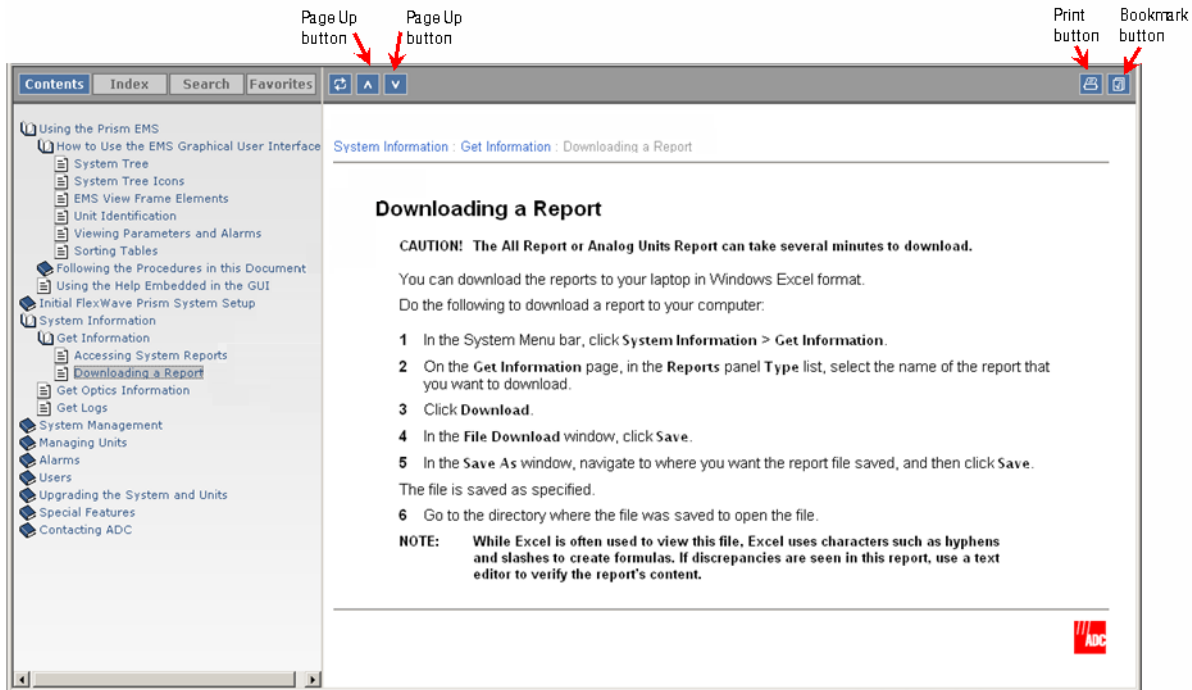 Page Up
button
Page Up
button
Print
button
Bookmark
button
Contents
Index
Search
Favorites
Using the Prism EMS
How to Use the EMS Graphical User Interface
System Tree
System Tree Icons
EMS View Frame Elements
Unit Identification
Viewing Parameters and Alarms
Sorting Tables
Following the Procedures in this Document
Using the Help Embedded in the GUI
Initial FlexWave Prism System Setup
System Information
Get Information
Accessing System Reports
Downloading a Report
Get Optics Information
Get Logs
System Management
Managing Units
Alarms
Users
Upgrading the System and Units
Special Features
Contacting ADC
System Information : Get Information : Downloading a Report
Downloading a Report
CAUTION! The All Report or Analog Units Report can take several minutes to download.
You can download the reports to your laptop in Windows Excel format.
Do the following to download a report to your computer:
1 In the System Menu bar, click System Information > Get Information.
2 On the Get Information page, in the Reports panel Type list, select the name of the report that
you want to download.
3 Click Download.
4 In the File Download window, click Save.
5 In the Save As window, navigate to where you want the report file saved, and then click Save.
The file is saved as specified.
6 Go to the directory where the file was saved to open the file.
NOTE: While Excel is often used to view this file, Excel uses characters such as hyphens
and slashes to create formulas. If discrepancies are seen in this report, use a text
editor to verify the report's content.
ADC